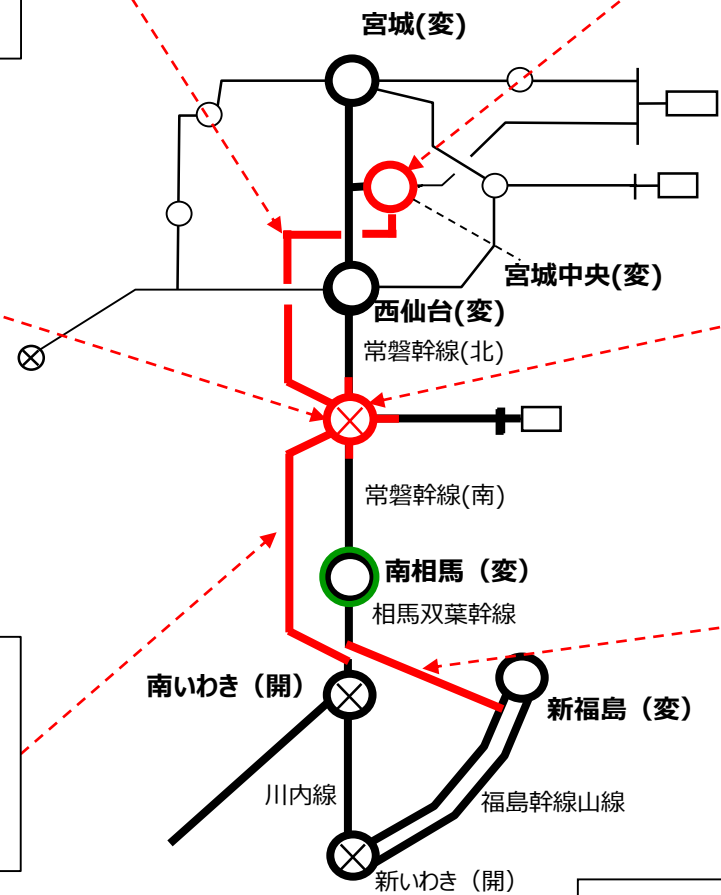 宮城(変)
宮城中央(変)
西仙台(変)
常磐幹線(北)
常磐幹線(南)
南相馬（変）
相馬双葉幹線
南いわき（開）
新福島（変）
川内線
福島幹線山線
新いわき（開）